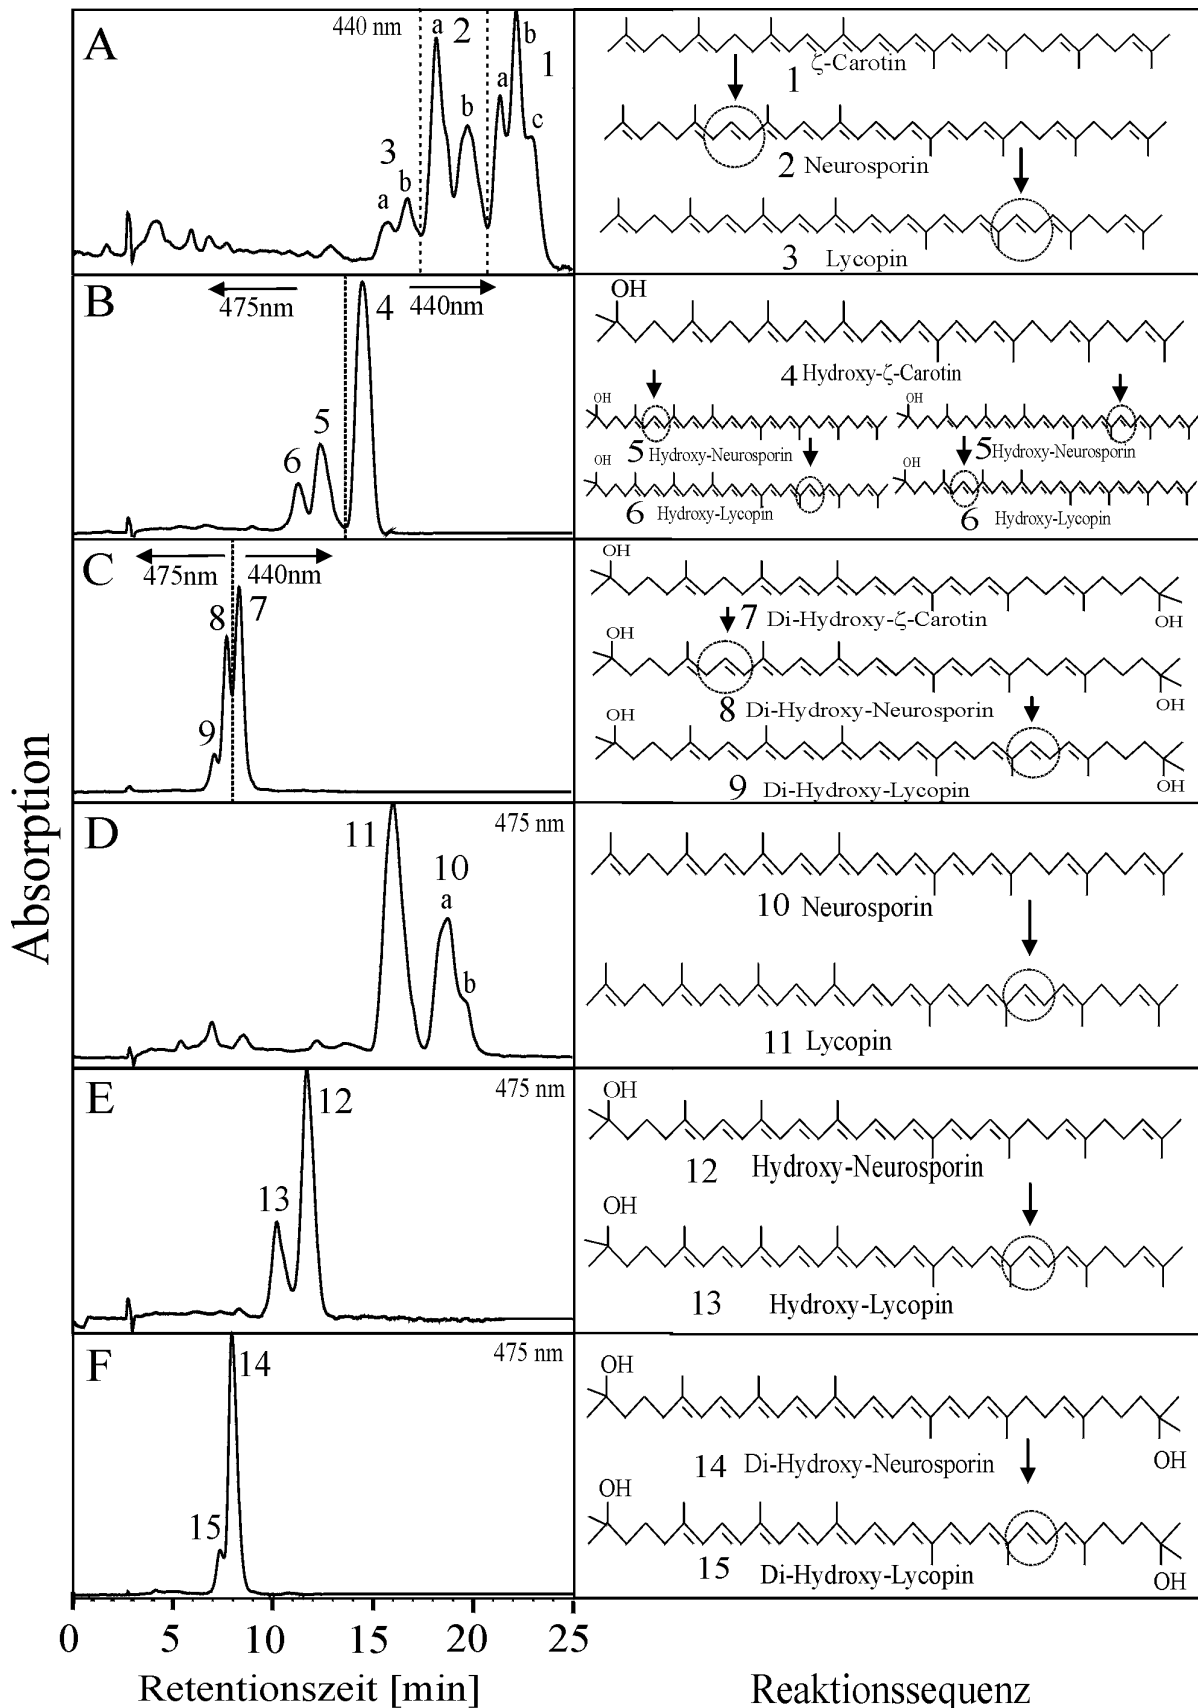 A
440 nm
a
2
b
1
a
b
c
3
a
b
ζ-Carotin
1
2 Neurosporin
3 Lycopin
B
475nm
440nm
4
5
6
OH
4 Hydroxy-ζ-Carotin
OH
OH
5 Hydroxy-Neurosporin
5 Hydroxy-Neurosporin
OH
OH
6 Hydroxy-Lycopin
6 Hydroxy-Lycopin
C
475nm
440nm
8
7
9
OH
7 Di-Hydroxy-ζ-Carotin
OH
OH
8 Di-Hydroxy-Neurosporin
OH
OH
9 Di-Hydroxy-Lycopin
OH
D
475 nm
11
10
a
b
10 Neurosporin
11 Lycopin
E
475 nm
12
13
OH
12 Hydroxy-Neurosporin
OH
13 Hydroxy-Lycopin
F
475 nm
14
15
OH
14 Di-Hydroxy-Neurosporin
OH
OH
15 Di-Hydroxy-Lycopin
OH
Absorption
0 5 10 15 20 25
Retentionszeit [min]
Reaktionssequenz